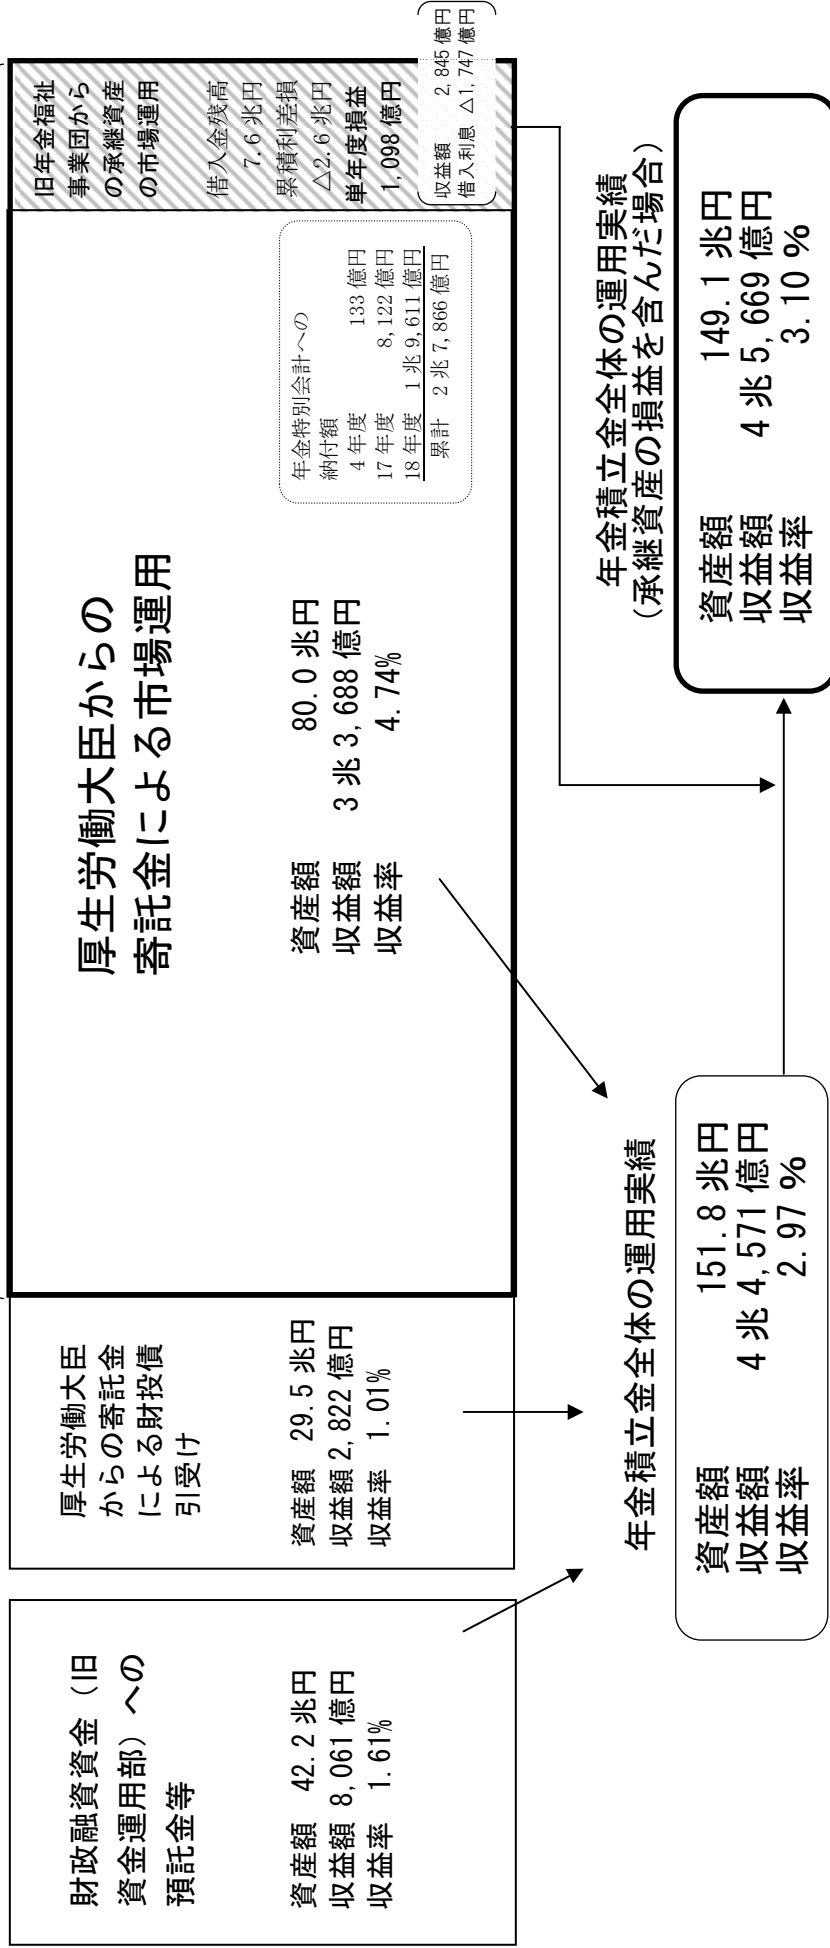 財政融資資金（旧
資金運用部）への
預託金等
資産額 42.2 兆円
収益額 8,061 億円
収益率 1.61%
厚生労働大臣
からの寄託金
による財投債
引受け
資産額 29.5 兆円
収益額 2,822 億円
収益率 1.01%
厚生労働大臣からの
寄託金による市場運用
資産額 80.0 兆円
収益額 3 兆 3,688 億円
収益率 4.74%
年金特別会計への
納付額
4 年度 133 億円
17 年度 8,122 億円
18 年度 1 兆 9,611 億円
累計 2 兆 7,866 億円
旧年金福祉
事業団から
の承継資産
の市場運用
借入金残高
7.6 兆円
累積利差損
△2.6 兆円
単年度損益
1,098 億円
収益額 2,845 億円
借入利息 △1,747 億円
年金積立金全体の運用実績
資産額 151.8 兆円
収益額 4 兆 4,571 億円
収益率 2.97 %
年金積立金全体の運用実績
（承継資産の損益を含んだ場合）
資産額 149.1 兆円
収益額 4 兆 5,669 億円
収益率 3.10 %